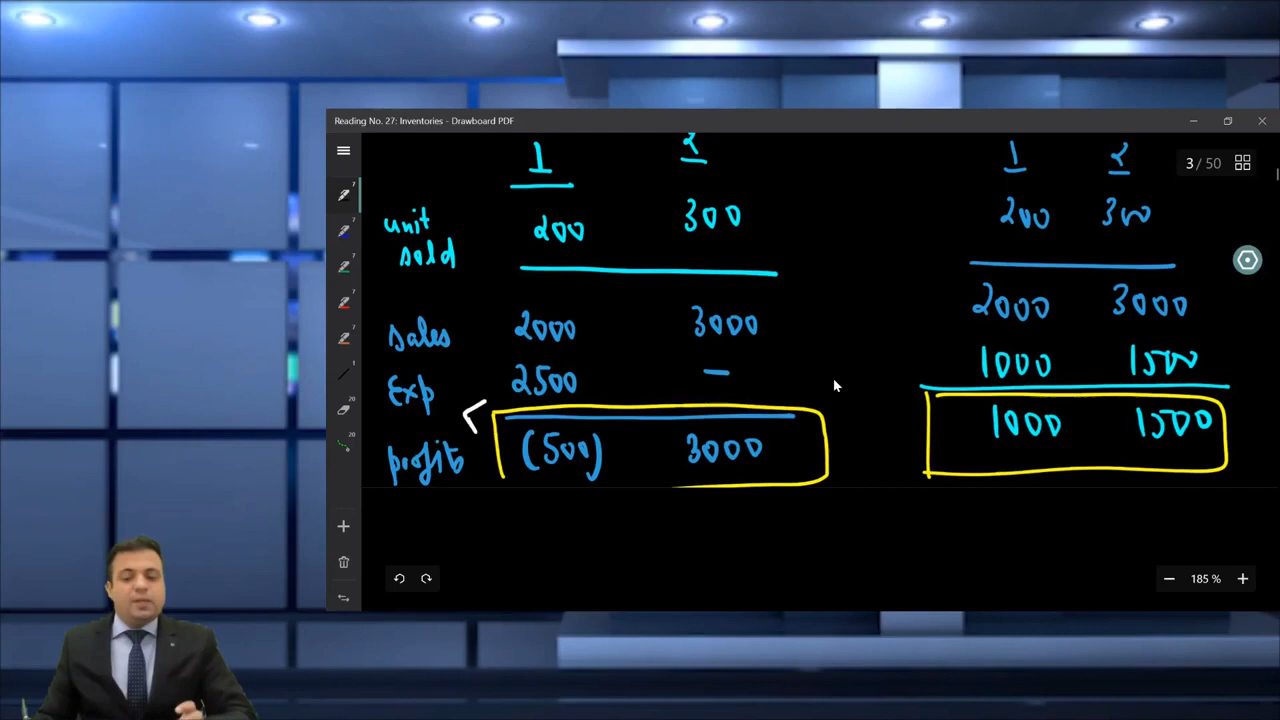 Reading No. 27: Inventories - Drawboard PDF
3 / 50
1 2 1 2
unit sold 200 300 200 300
sales 2000 3000 2000 3000
Exp 2500 — 1000 1500
profit (500) 3000 1000 1500
185 %